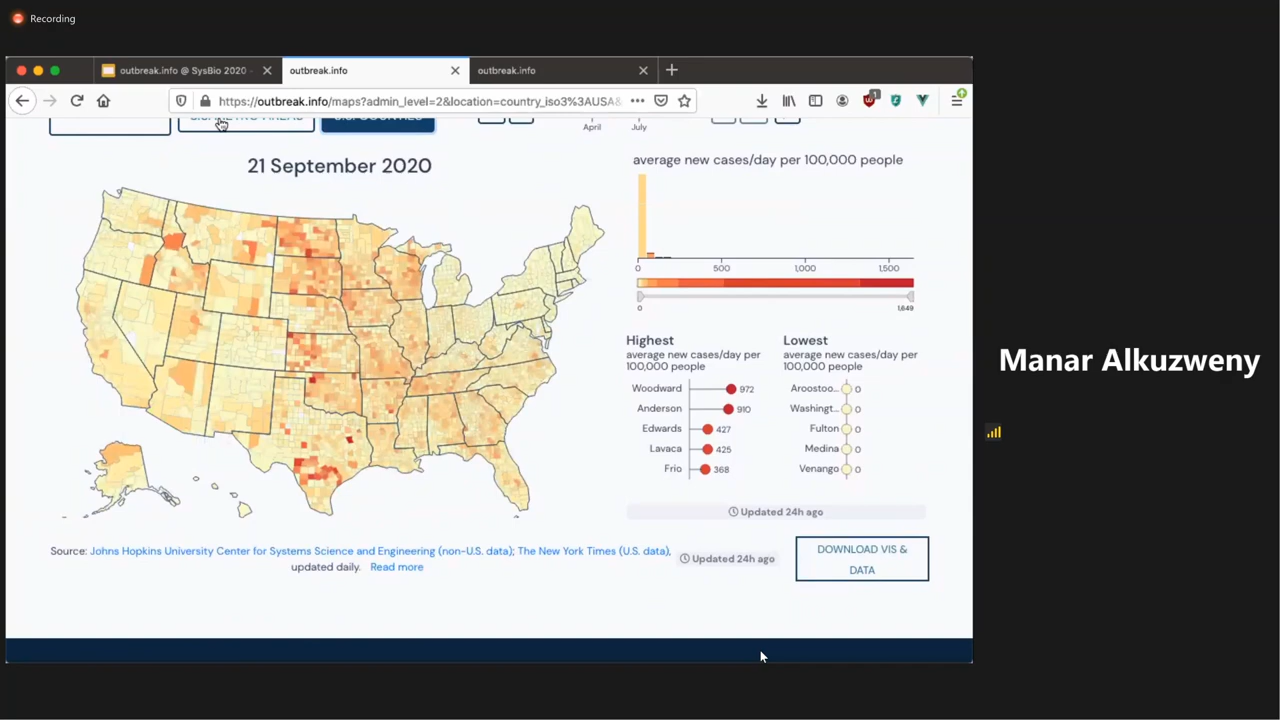 Recording
outbreak.info @ SysBio 2020 -
outbreak.info
outbreak.info
https://outbreak.info/maps?admin_level=2&location=country_iso3%3AUSA&
1
April
July
21 September 2020
average new cases/day per 100,000 people
0
500
1,000
1,500
0
1,649
Highest
average new cases/day per
100,000 people
Woodward 972
Anderson 910
Edwards 427
Lavaca 425
Frio 368
Lowest
average new cases/day per
100,000 people
Aroostoo... 0
Washingt... 0
Fulton 0
Medina 0
Venango 0
Updated 24h ago
Source: Johns Hopkins University Center for Systems Science and Engineering (non-U.S. data); The New York Times (U.S. data),
updated daily. Read more
Updated 24h ago
DOWNLOAD VIS &
DATA
Manar Alkuzweny